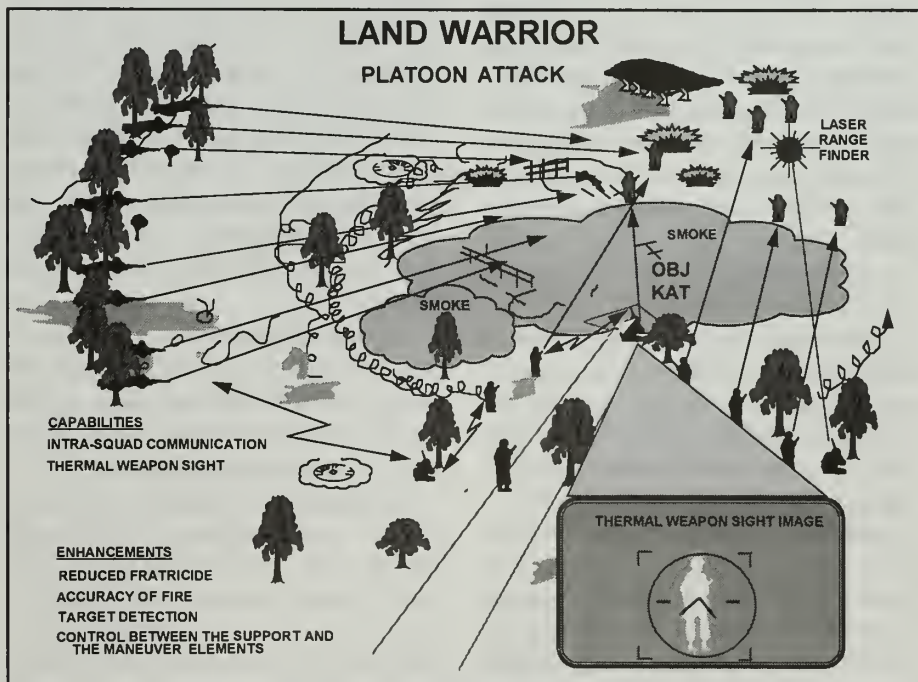 LAND WARRIOR
PLATOON ATTACK
LASER
RANGE
FINDER
SMOKE
OBJ
KAT
SMOKE
CAPABILITIES
INTRA-SQUAD COMMUNICATION
THERMAL WEAPON SIGHT
THERMAL WEAPON SIGHT IMAGE
ENHANCEMENTS
REDUCED FRATRICIDE
ACCURACY OF FIRE
TARGET DETECTION
CONTROL BETWEEN THE SUPPORT AND
THE MANEUVER ELEMENTS